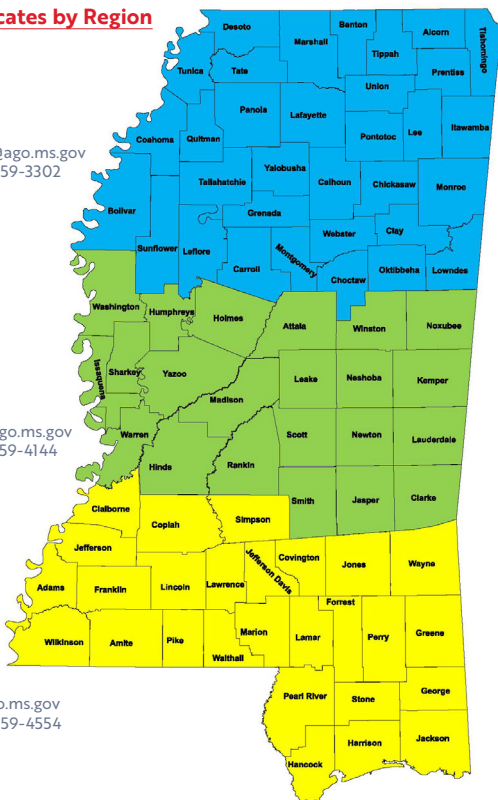 cates by Region
Desoto
Marshall
Benton
Tippah
Alcorn
Tishomingo
Tunica
Tate
Prentiss
Union
Panola
Lafayette
Pontotoc
Lee
Itawamba
Coahoma
Quitman
@ago.ms.gov
59-3302
Tallahatchie
Yalobusha
Calhoun
Chickasaw
Monroe
Bolivar
Grenada
Sunflower
Leflore
Webster
Clay
Carroll
Montgomery
Choctaw
Oktibbeha
Lowndes
Washington
Humphreys
Holmes
Attala
Winston
Noxubee
Issaquena
Sharkey
Yazoo
Leake
Neshoba
Kemper
Madison
go.ms.gov
59-4144
Warren
Scott
Newton
Lauderdale
Hinds
Rankin
Smith
Jasper
Clarke
Claiborne
Copiah
Simpson
Jefferson
Jefferson Davis
Covington
Jones
Wayne
Adams
Franklin
Lincoln
Lawrence
Forrest
Wilkinson
Amite
Pike
Walthall
Marion
Lamar
Perry
Greene
o.ms.gov
59-4554
Pearl River
Stone
George
Hancock
Harrison
Jackson